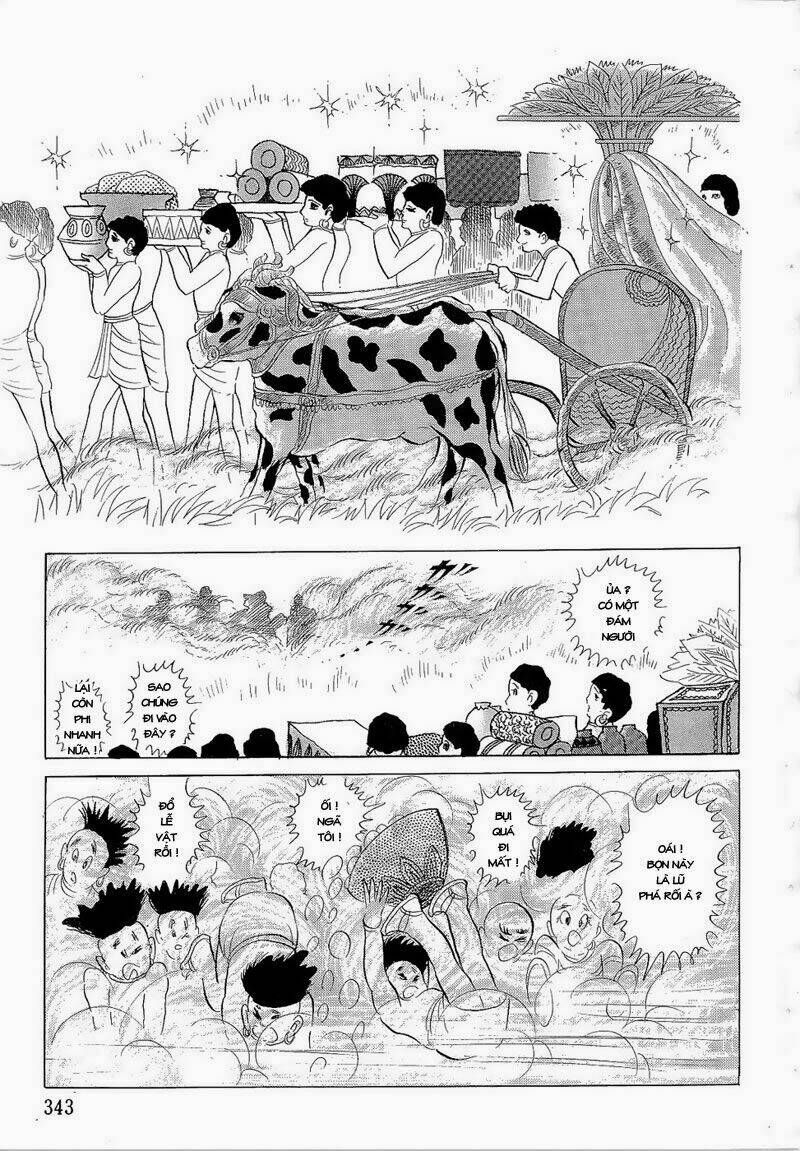 ỦA ?
CÓ MỘT
ĐÁM
NGƯỜI
SAO
CHÚNG
ĐI VÀO
ĐÂY ?
LẠI
CÒN
PHI
NHANH
NỮA !
OÁI !
BỌN NÀY
LÀ LŨ
PHÁ RỐI À ?
BỤI
QUÁ
ĐI
MẤT !
ỐI !
NGÃ
TÔI !
ĐỔ
LỄ
VẬT
RỒI !
343